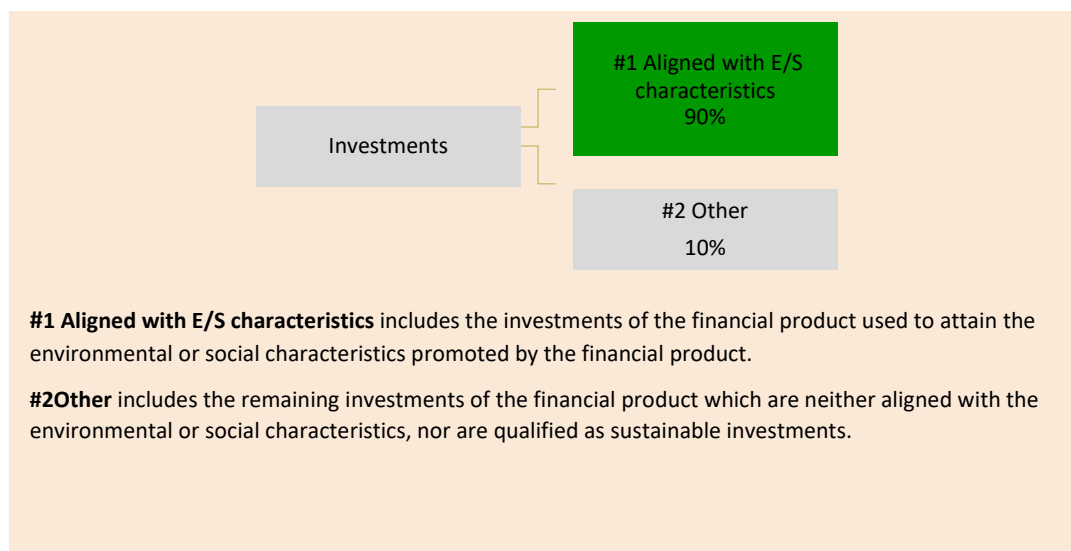 #1 Aligned with E/S
characteristics
90%
Investments
#2 Other
10%
#1 Aligned with E/S characteristics includes the investments of the financial product used to attain the
environmental or social characteristics promoted by the financial product.
#2Other includes the remaining investments of the financial product which are neither aligned with the
environmental or social characteristics, nor are qualified as sustainable investments.